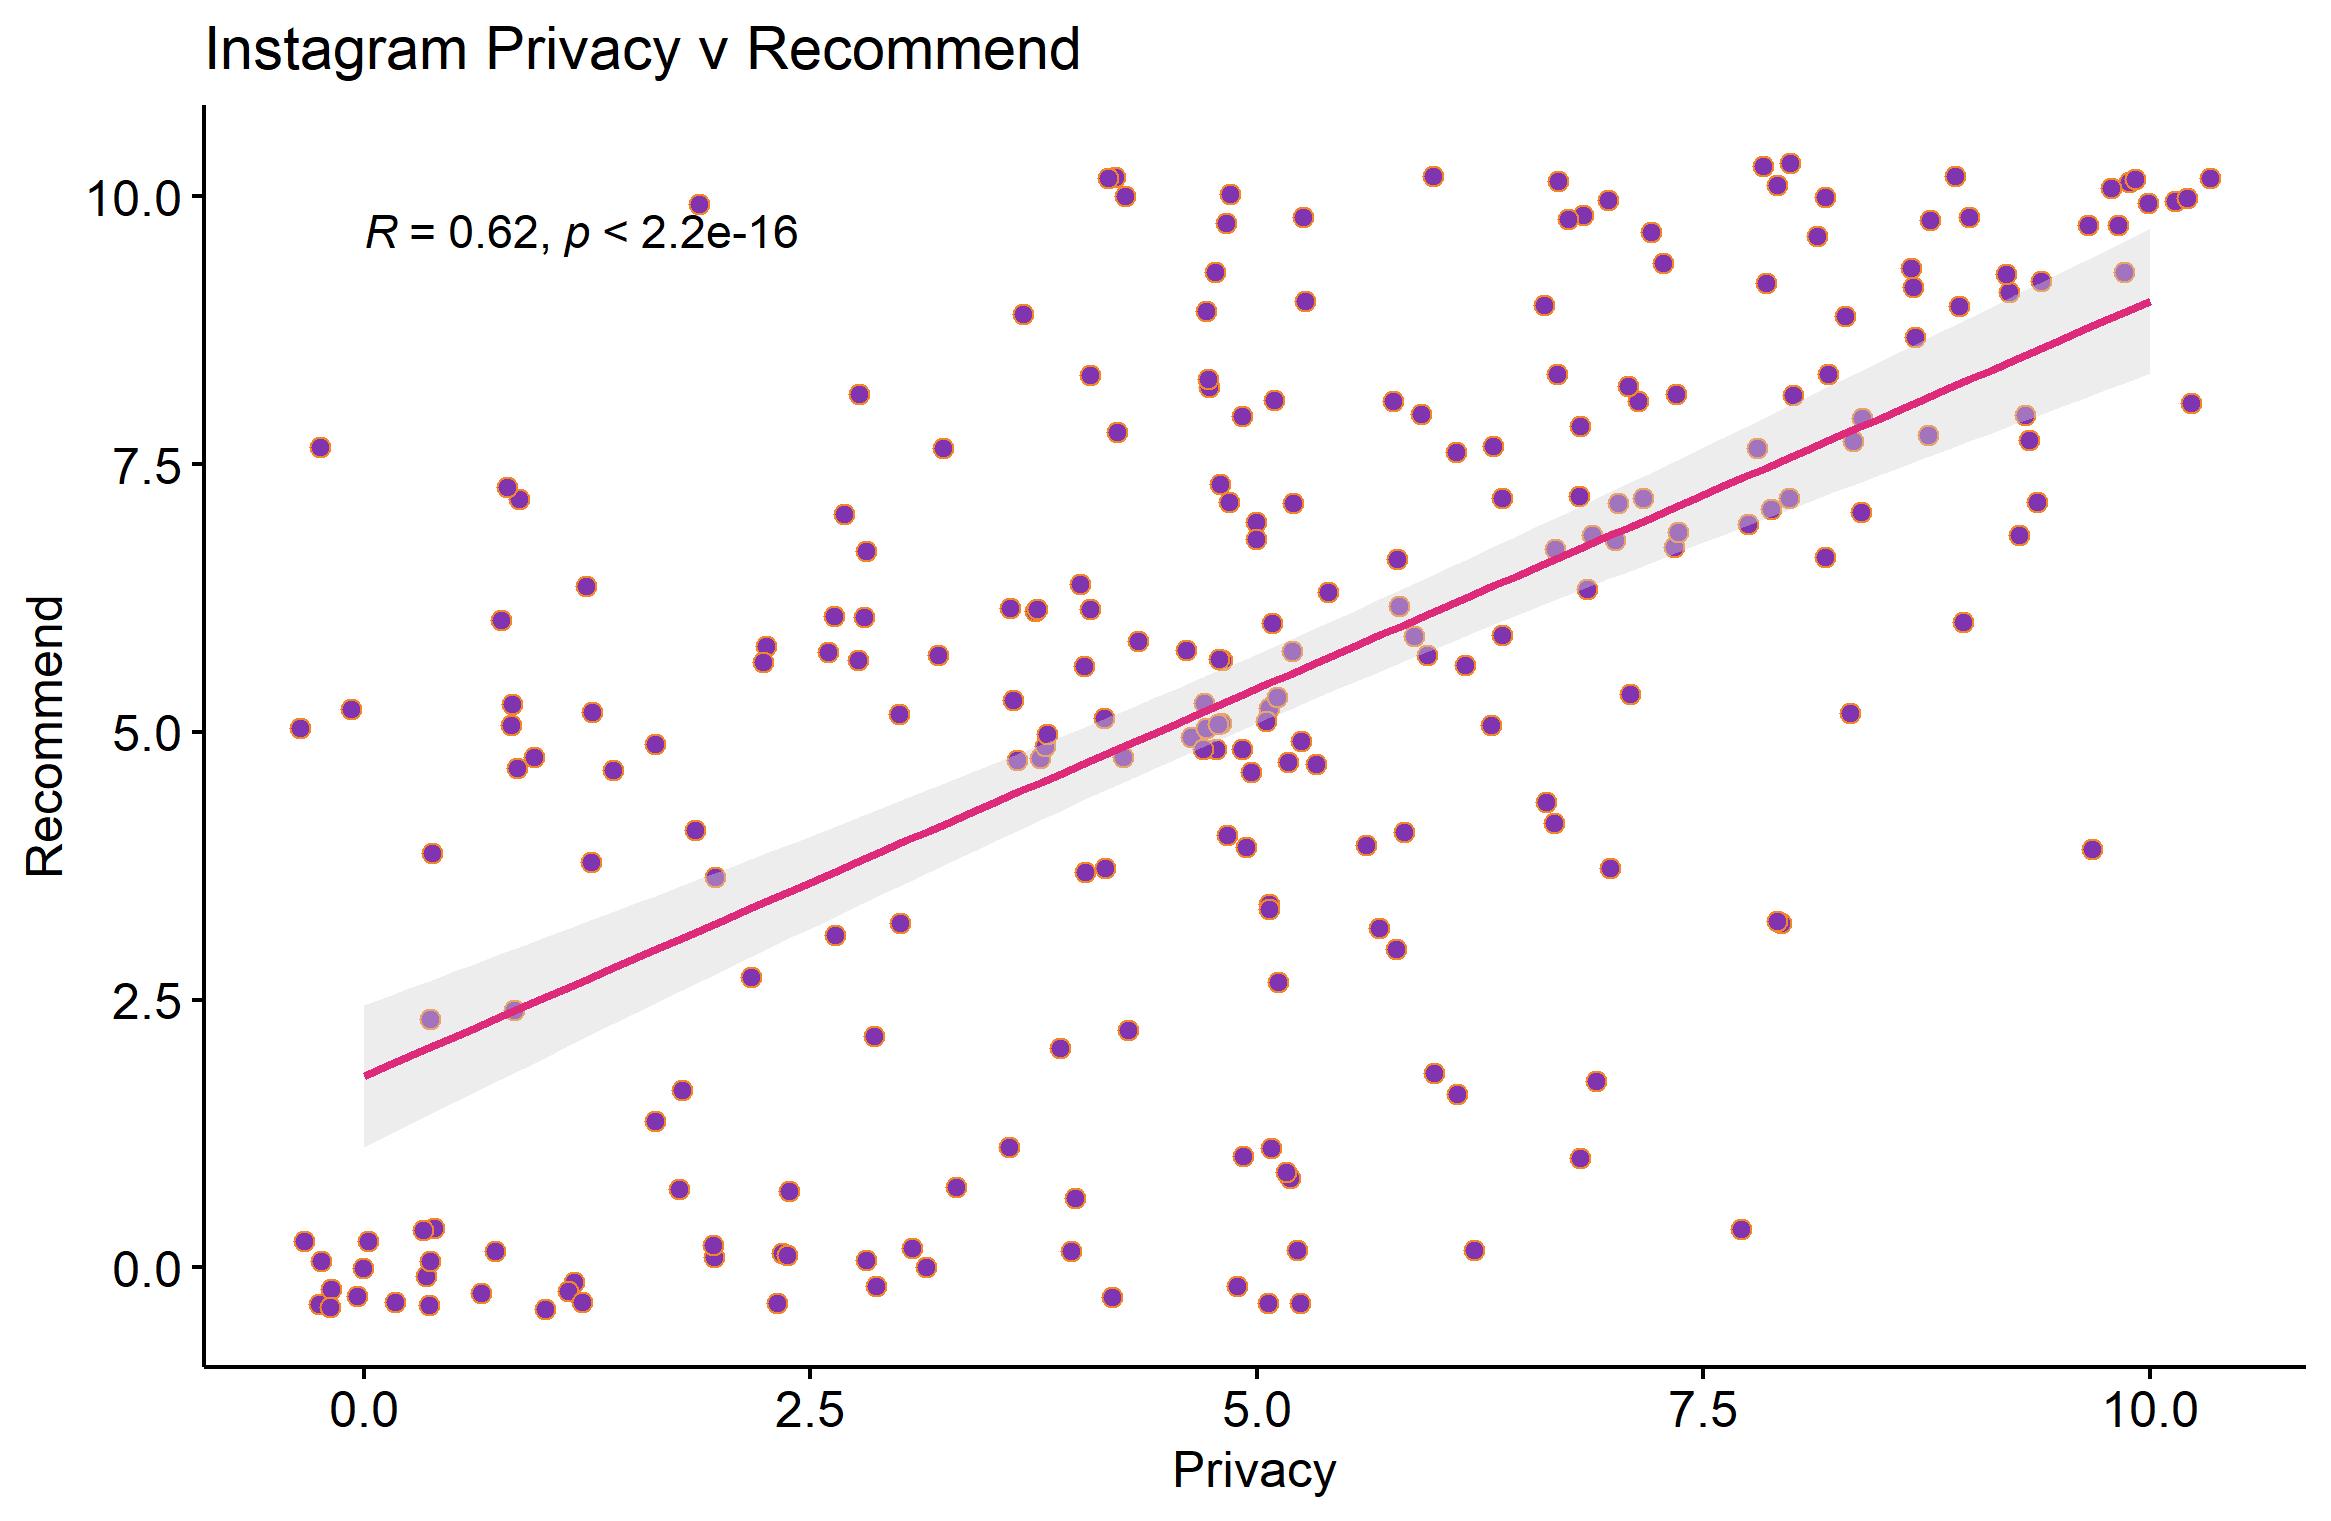 Instagram Privacy v Recommend
10.0
R = 0.62, p < 2.2e-16
7.5
5.0
2.5
0.0
Recommend
0.0 2.5 5.0 7.5 10.0
Privacy